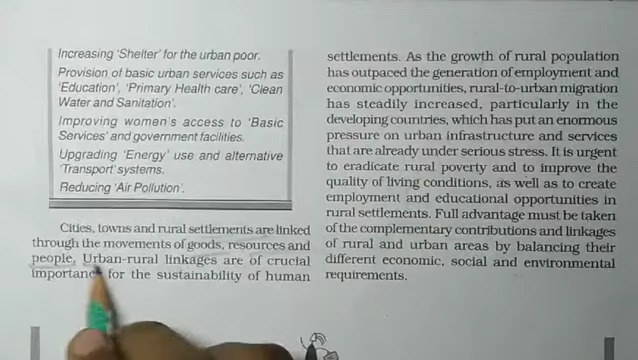 Increasing 'Shelter' for the urban poor.
Provision of basic urban services such as
'Education', 'Primary Health care', 'Clean
Water and Sanitation'.
Improving women's access to 'Basic
Services' and government facilities.
Upgrading 'Energy' use and alternative
'Transport' systems.
Reducing 'Air Pollution'.
Cities, towns and rural settlements are linked
through the movements of goods, resources and
people. Urban-rural linkages are of crucial
importance for the sustainability of human
settlements. As the growth of rural population
has outpaced the generation of employment and
economic opportunities, rural-to-urban migration
has steadily increased, particularly in the
developing countries, which has put an enormous
pressure on urban infrastructure and services
that are already under serious stress. It is urgent
to eradicate rural poverty and to improve the
quality of living conditions, as well as to create
employment and educational opportunities in
rural settlements. Full advantage must be taken
of the complementary contributions and linkages
of rural and urban areas by balancing their
different economic, social and environmental
requirements.